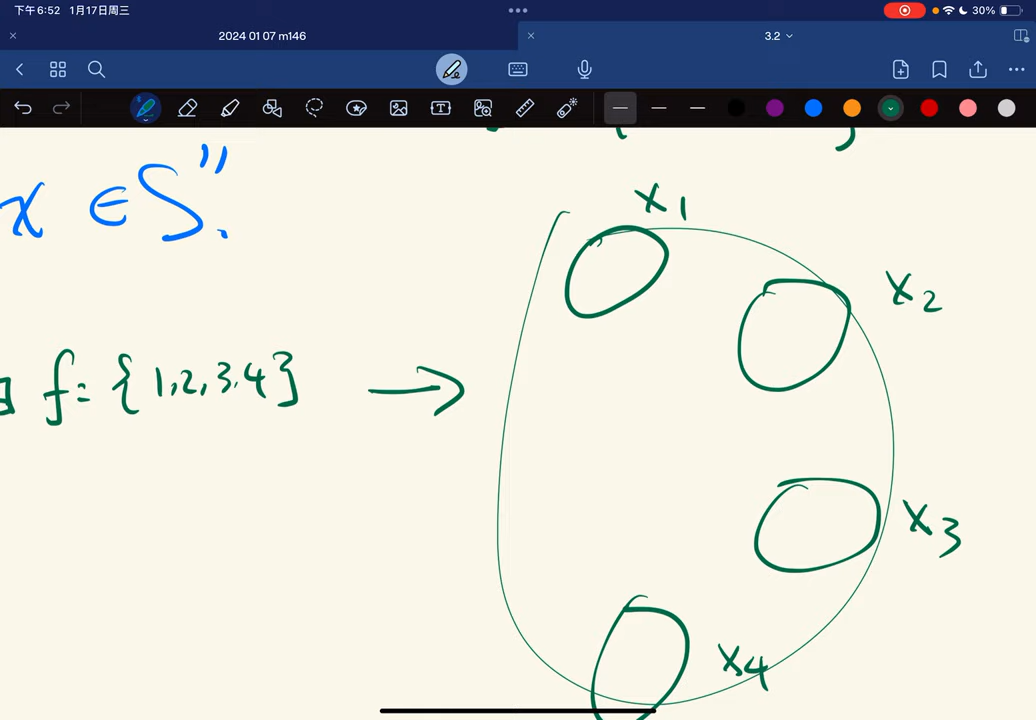 下午6:52 1月17日周三
30%
2024 01 07 m146
3.2
x ∈ S"
.
x1
x2
f= {1,2,3.4} →
x3
x4